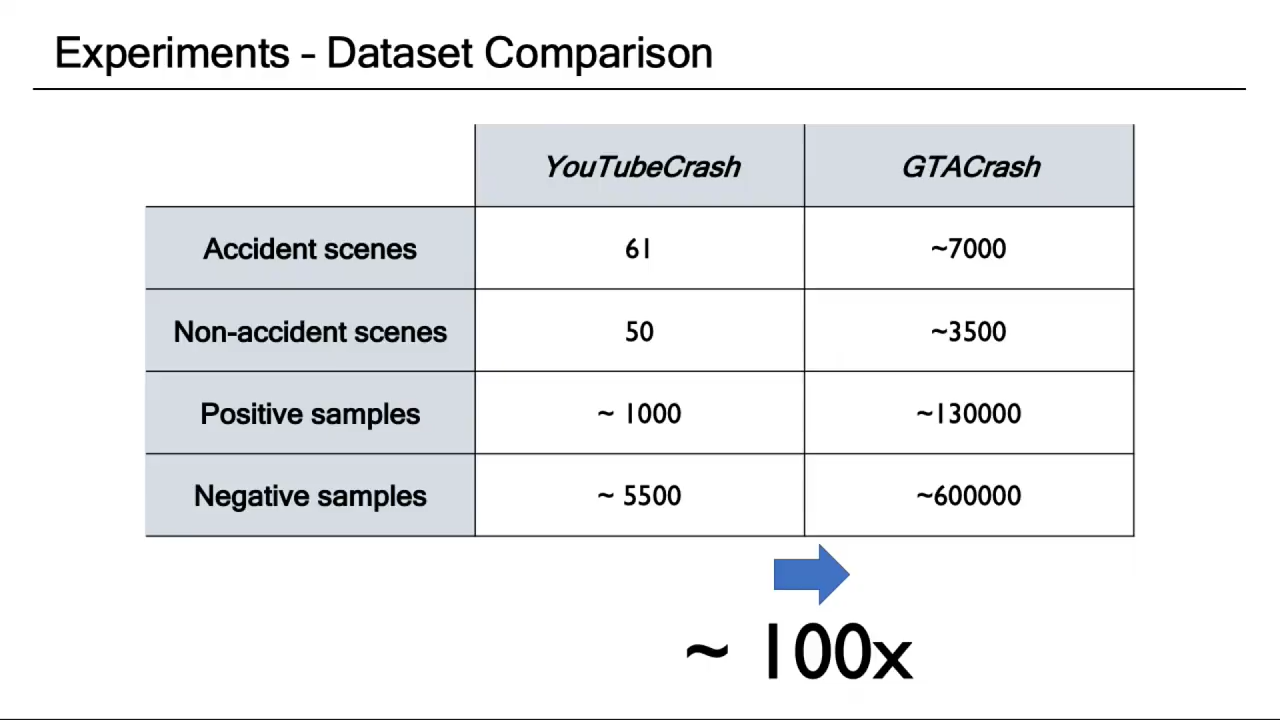 Experiments – Dataset Comparison
YouTubeCrash GTACrash
Accident scenes 61 ~7000
Non-accident scenes 50 ~3500
Positive samples ~ 1000 ~130000
Negative samples ~ 5500 ~600000
~ 100x